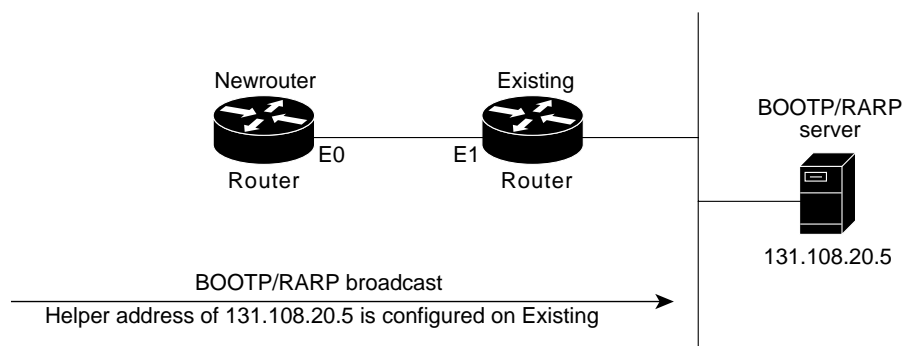 Newrouter
Existing
BOOTP/RARP
server
E0
E1
Router
Router
131.108.20.5
BOOTP/RARP broadcast
Helper address of 131.108.20.5 is configured on Existing